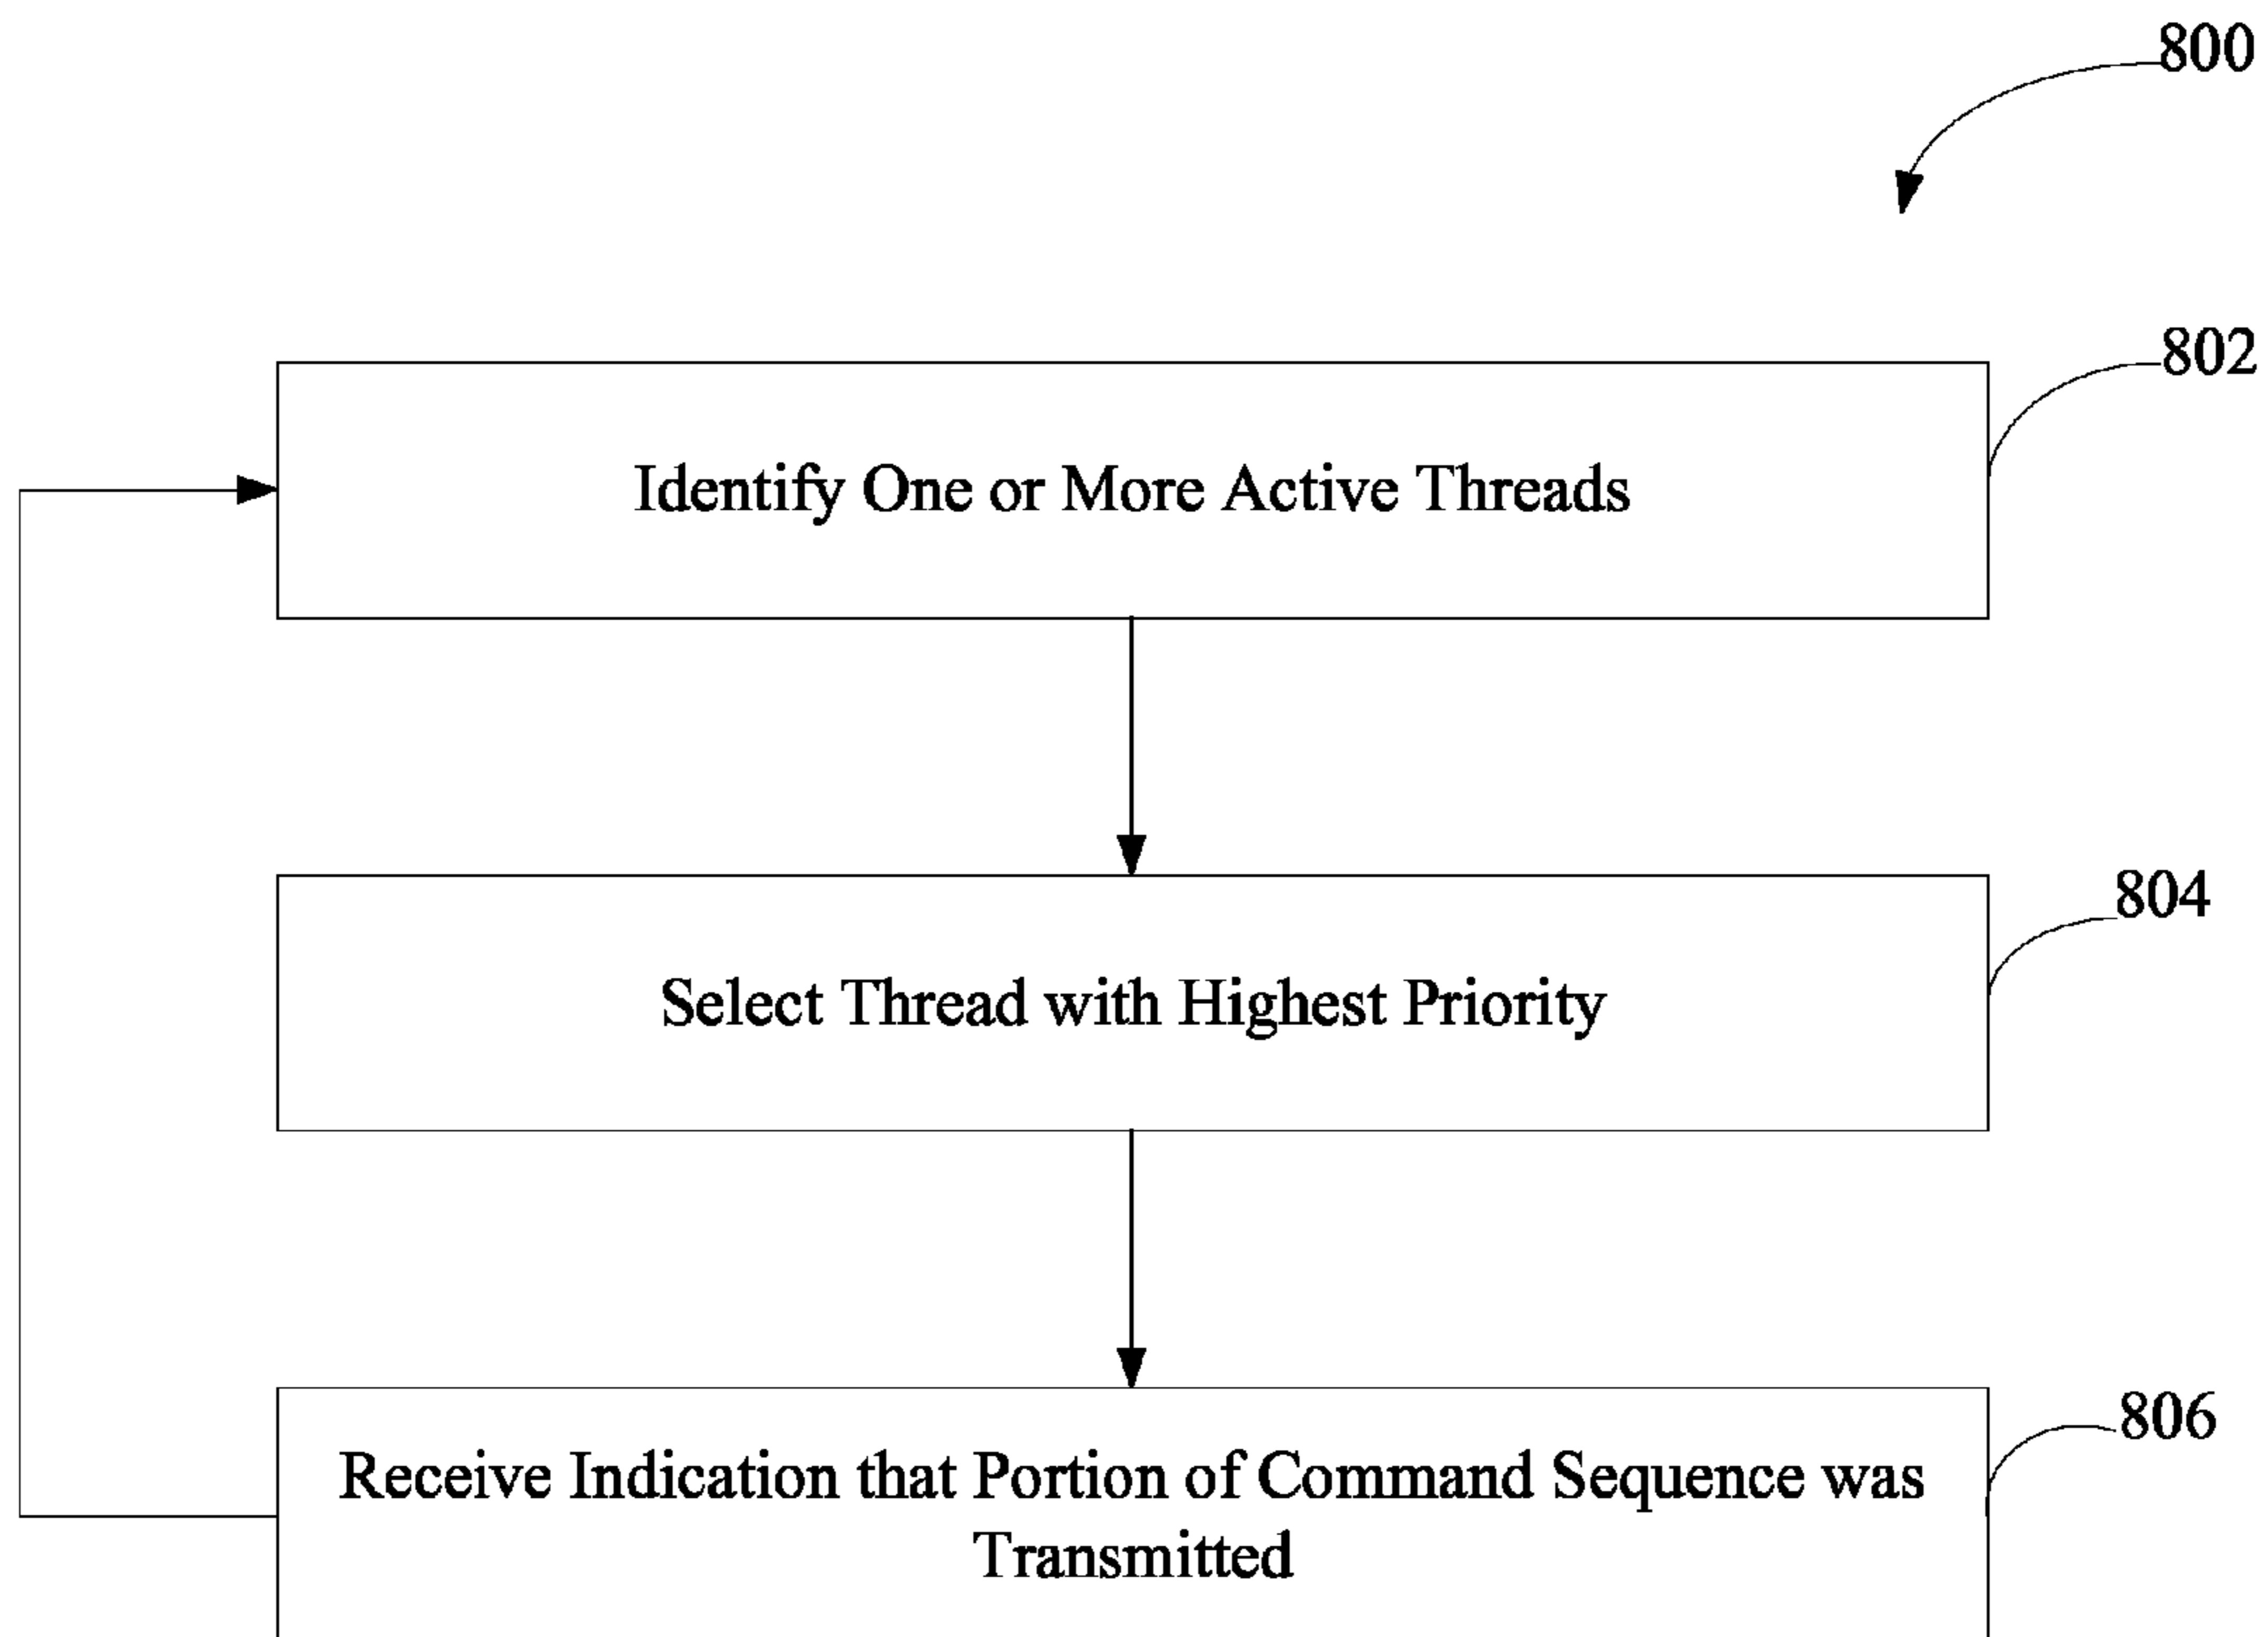 800
802
Identify One or More Active Threads
804
Select Thread with Highest Priority
806
Receive Indication that Portion of Command Sequence was
Transmitted